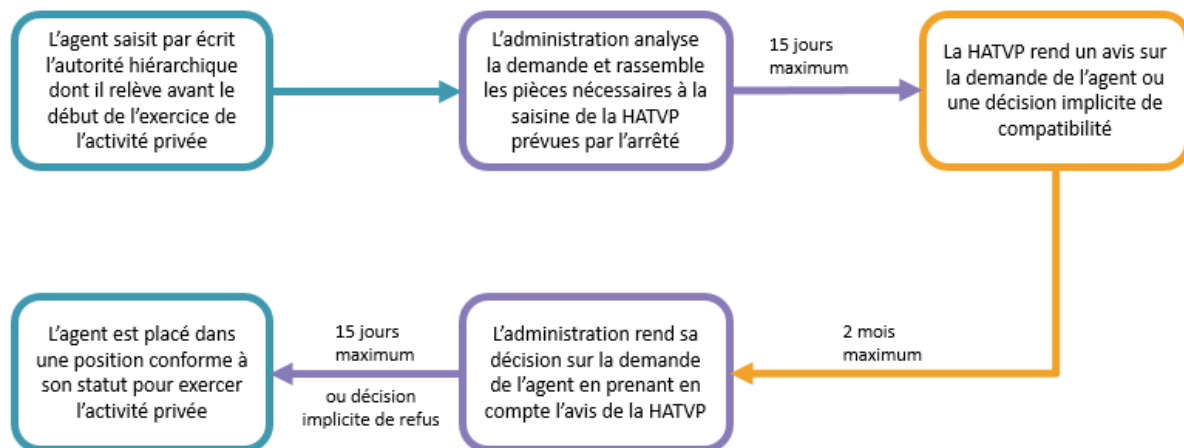 L’agent saisit par écrit
l’autorité hiérarchique
dont il relève avant le
début de l’exercice de
l’activité privée
L’administration analyse
la demande et rassemble
les pièces nécessaires à la
saisine de la HATVP
prévues par l’arrêté
15 jours
maximum
La HATVP rend un avis sur
la demande de l’agent ou
une décision implicite de
compatibilité
2 mois
maximum
L’administration rend sa
décision sur la demande
de l’agent en prenant en
compte l’avis de la HATVP
15 jours
maximum
ou décision
implicite de refus
L’agent est placé dans
une position conforme à
son statut pour exercer
l’activité privée